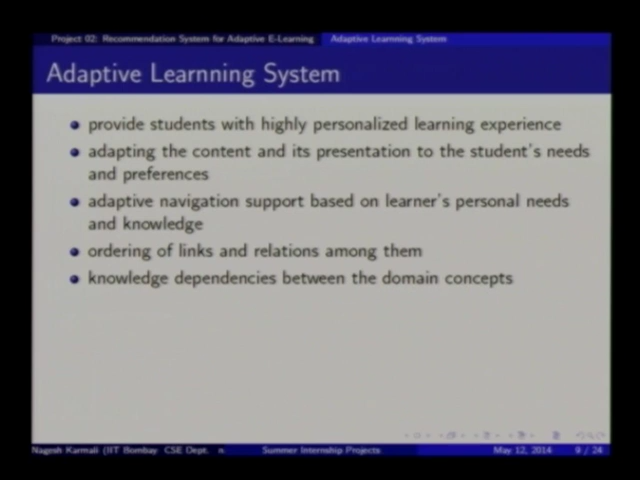 Project 02: Recommendation System for Adaptive E-Learning Adaptive Learnning System
Adaptive Learnning System
provide students with highly personalized learning experience
adapting the content and its presentation to the student's needs
and preferences
adaptive navigation support based on learner's personal needs
and knowledge
ordering of links and relations among them
knowledge dependencies between the domain concepts
Nagesh Karmali (IIT Bombay CSE Dept. Summer Internship Projects May 12, 2014 9 / 24